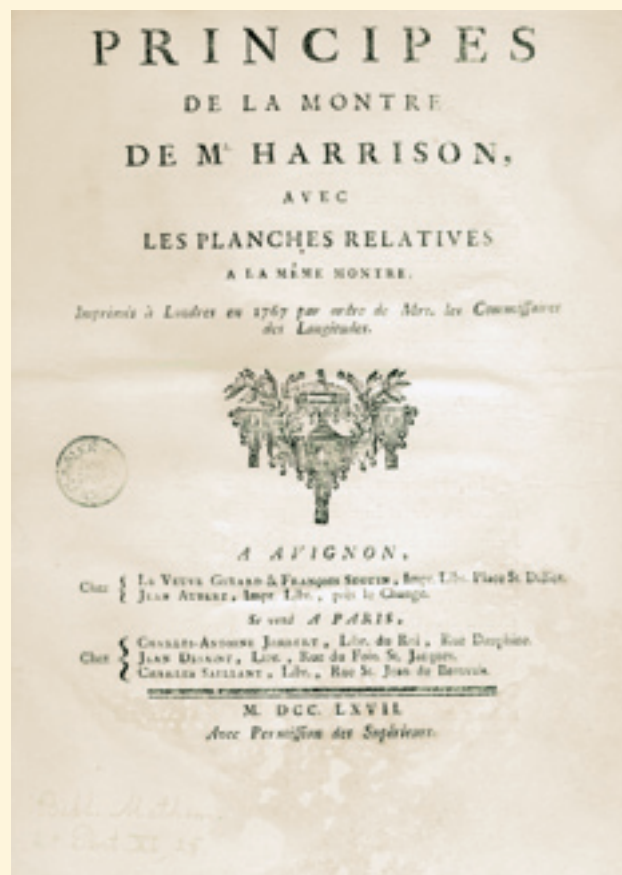 PRINCIPES
DE LA MONTRE
DE Mʀ. HARRISON,
AVEC
LES PLANCHES RELATIVES
A LA MÊME MONTRE.
Imprimés à Londres en 1767 par ordre de Mrs. les Commissaires
des Longitudes.
A AVIGNON,
Chez { LA VEUVE GIRARD & FRANÇOIS SEGUIN, Impr. Lib. Place St. Didier.
JEAN AUBERT, Impr. Lib., près le Change.
Se vend A PARIS,
Chez { CHARLES-ANTOINE JOMBERT, Libr. du Roi, Rue Dauphine.
JEAN DESAINT, Libr., Rue du Foin St. Jacques.
CHARLES SAILLANT, Libr., Rue St. Jean de Beauvais.
M. DCC. LXVII.
Avec Permission des Supérieurs.